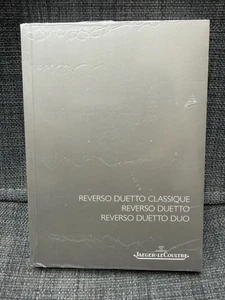 REVERSO DUETTO CLASSIQUE
REVERSO DUETTO
REVERSO DUETTO DUO
JAEGER-LECOULTRE